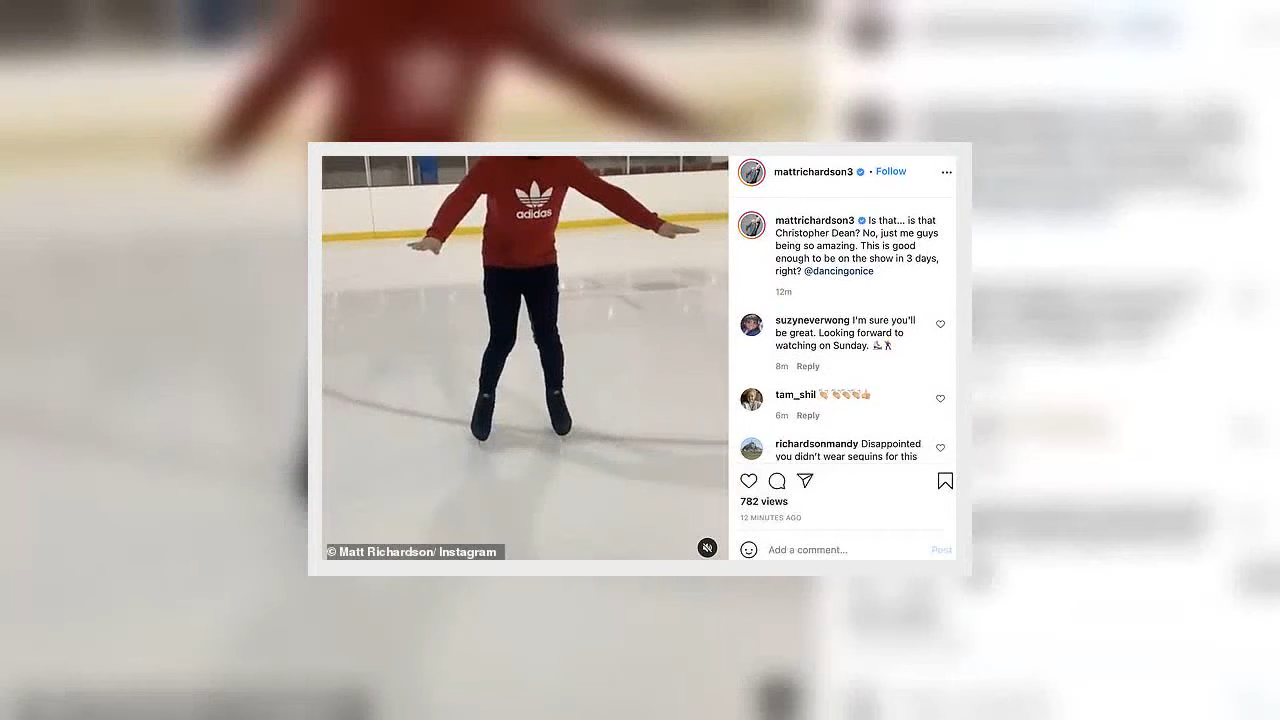 adidas
© Matt Richardson/ Instagram
mattrichardson3 • Follow
mattrichardson3 Is that... is that
Christopher Dean? No, just me guys
being so amazing. This is good
enough to be on the show in 3 days,
right? @dancingonice
12m
suzyneverwong I'm sure you'll
be great. Looking forward to
watching on Sunday. ⛸️💃
8m Reply
tam_shil 👏🏼👏🏼👏🏼👏🏼👍🏼
6m Reply
richardsonmandy Disappointed
you didn't wear sequins for this
782 views
12 MINUTES AGO
Add a comment...
Post